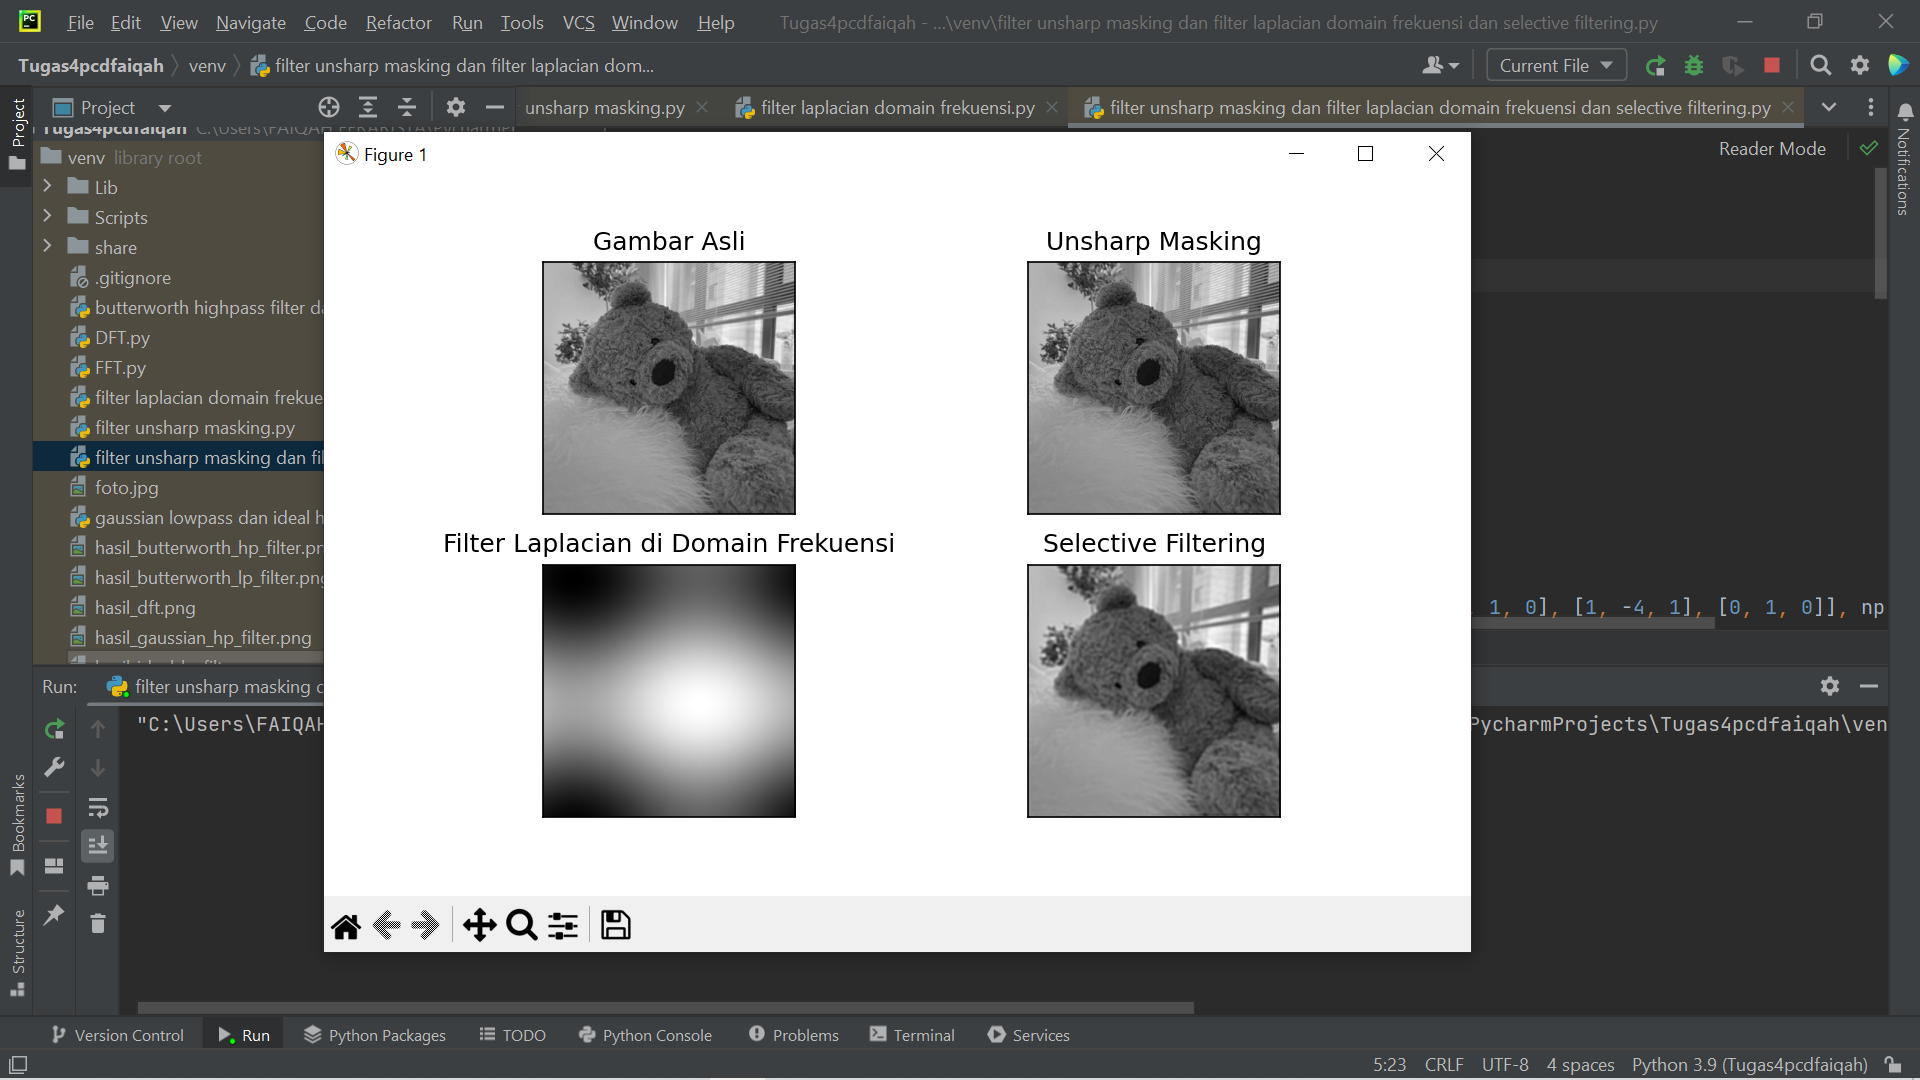 PC
File Edit View Navigate Code Refactor Run Tools VCS Window Help
Tugas4pcdfaiqah - ...\venv\filter unsharp masking dan filter laplacian domain frekuensi dan selective filtering.py
Tugas4pcdfaiqah venv filter unsharp masking dan filter laplacian dom...
Current File
Project
unsharp masking.py
filter laplacian domain frekuensi.py
filter unsharp masking dan filter laplacian domain frekuensi dan selective filtering.py
Project
Notifications
Reader Mode
Tugas4pcdfaiqah
venv library root
Lib
Scripts
share
.gitignore
butterworth highpass filter da
DFT.py
FFT.py
filter laplacian domain frekue
filter unsharp masking.py
filter unsharp masking dan fil
foto.jpg
gaussian lowpass dan ideal h
hasil_butterworth_hp_filter.pn
hasil_butterworth_lp_filter.png
hasil_dft.png
hasil_gaussian_hp_filter.png
Figure 1
Gambar Asli
Unsharp Masking
Filter Laplacian di Domain Frekuensi
Selective Filtering
1, 0], [1, -4, 1], [0, 1, 0]], np
Run:
filter unsharp masking d
"C:\Users\FAIQAH
PycharmProjects\Tugas4pcdfaiqah\ven
Bookmarks
Structure
Version Control Run Python Packages TODO Python Console Problems Terminal Services
5:23 CRLF UTF-8 4 spaces Python 3.9 (Tugas4pcdfaiqah)